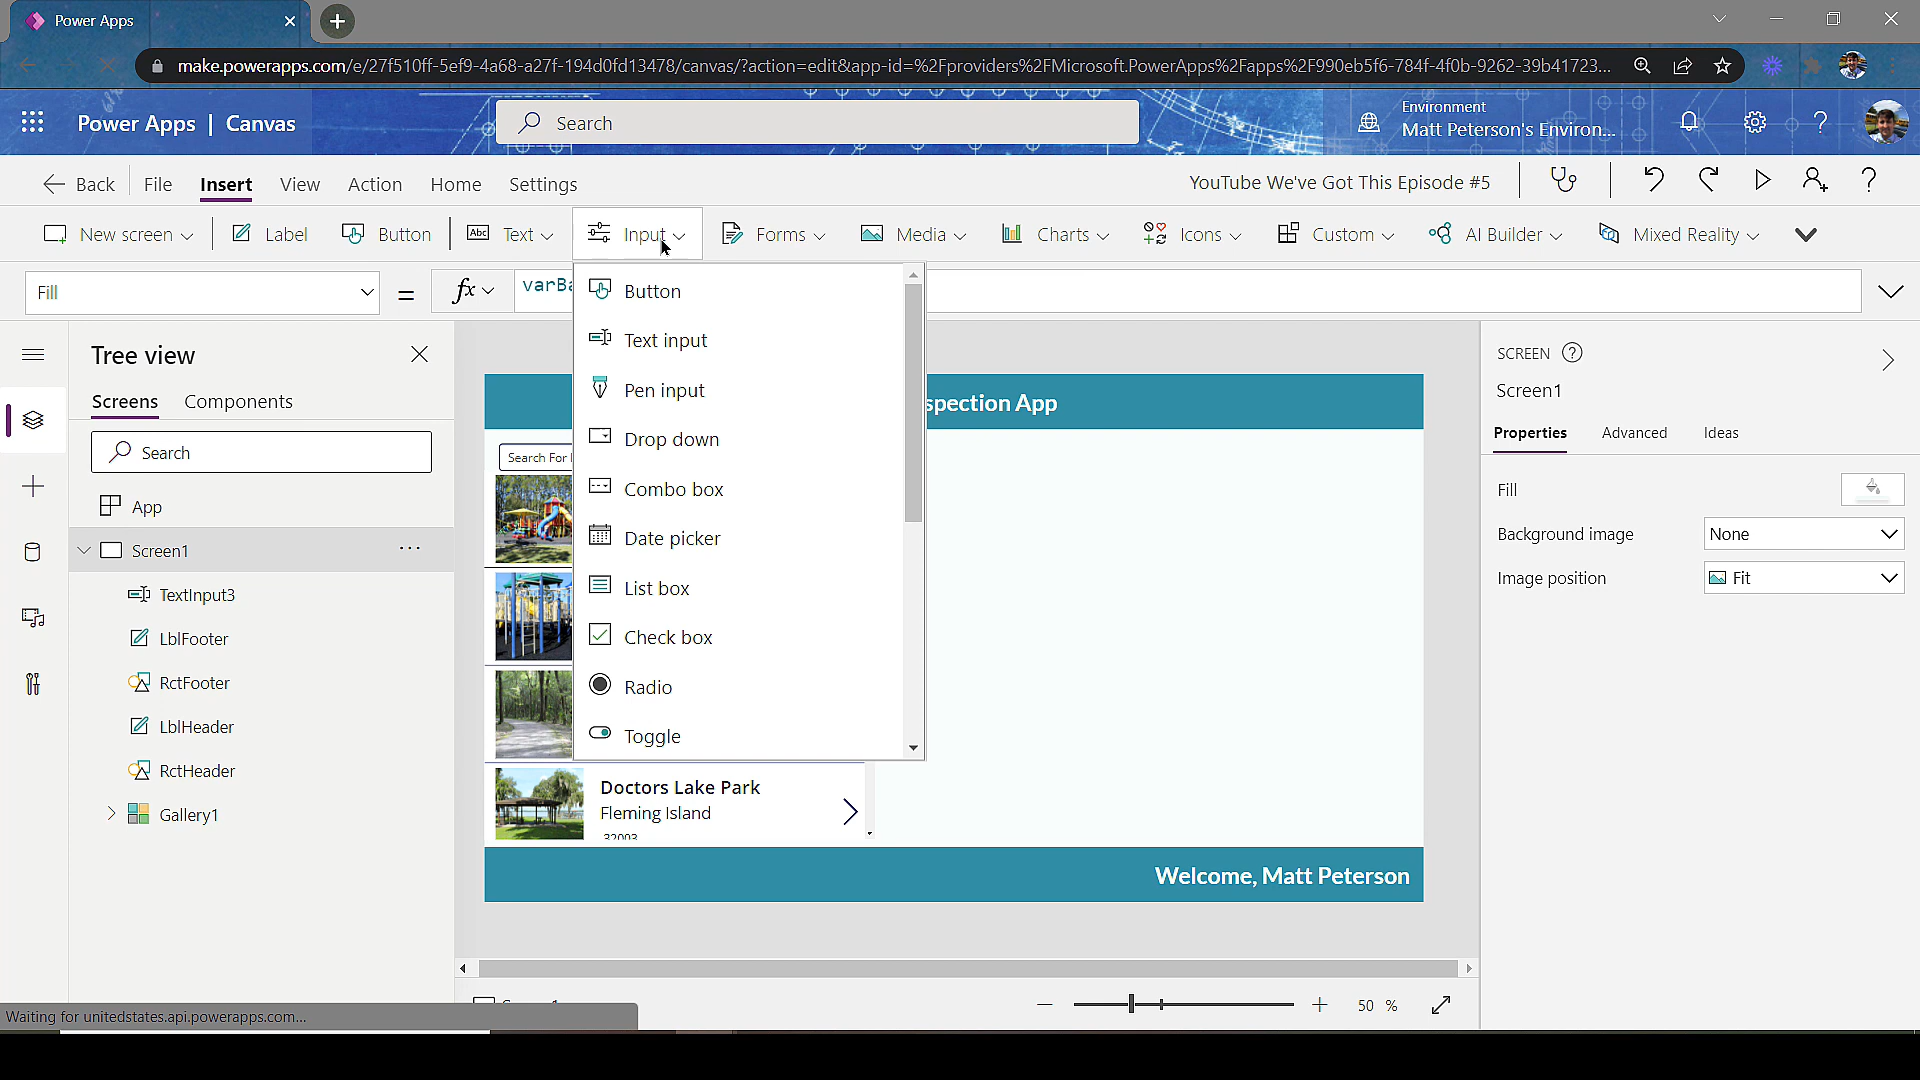 Power Apps
make.powerapps.com/e/27f510ff-5ef9-4a68-a27f-194d0fd13478/canvas/?action=edit&app-id=%2Fproviders%2FMicrosoft.PowerApps%2Fapps%2F990eb5f6-784f-4f0b-9262-39b41723...
Power Apps | Canvas
Search
Environment
Matt Peterson's Environ...
Back
File
Insert
View
Action
Home
Settings
YouTube We've Got This Episode #5
New screen
Label
Button
Text
Input
Forms
Media
Charts
Icons
Custom
AI Builder
Mixed Reality
Fill
=
fx
varBa
Button
Text input
Pen input
Drop down
Combo box
Date picker
List box
Check box
Radio
Toggle
Tree view
Screens
Components
Search
App
Screen1
TextInput3
LblFooter
RctFooter
LblHeader
RctHeader
Gallery1
spection App
Search For
Doctors Lake Park
Fleming Island
32003
Welcome, Matt Peterson
SCREEN
Screen1
Properties
Advanced
Ideas
Fill
Background image
None
Image position
Fit
50 %
Waiting for unitedstates.api.powerapps.com...